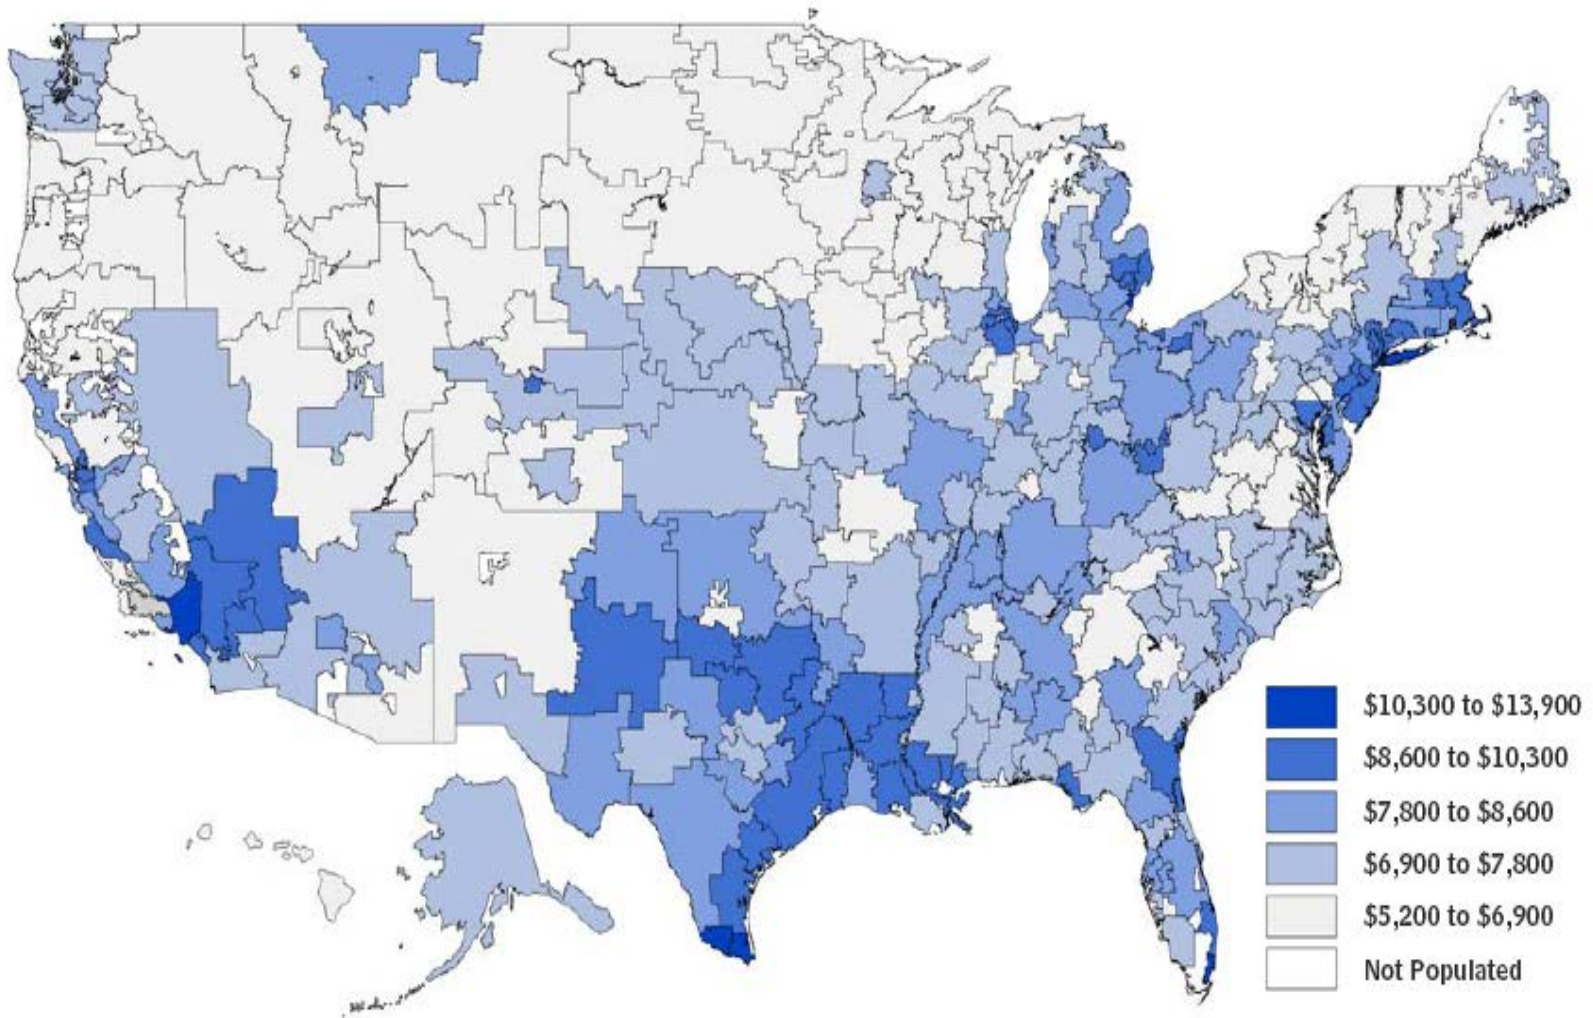 $10,300 to $13,900
$8,600 to $10,300
$7,800 to $8,600
$6,900 to $7,800
$5,200 to $6,900
Not Populated